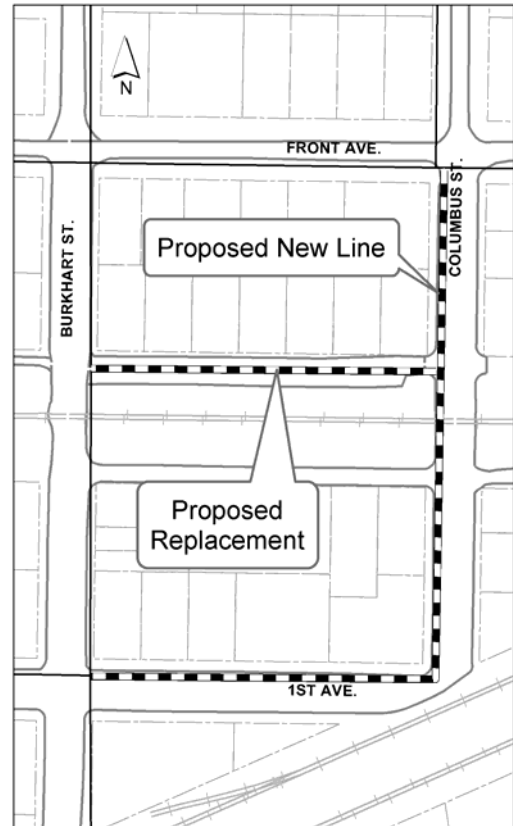 N
FRONT AVE.
COLUMBUS ST.
Proposed New Line
BURKHART ST.
Proposed
Replacement
1ST AVE.